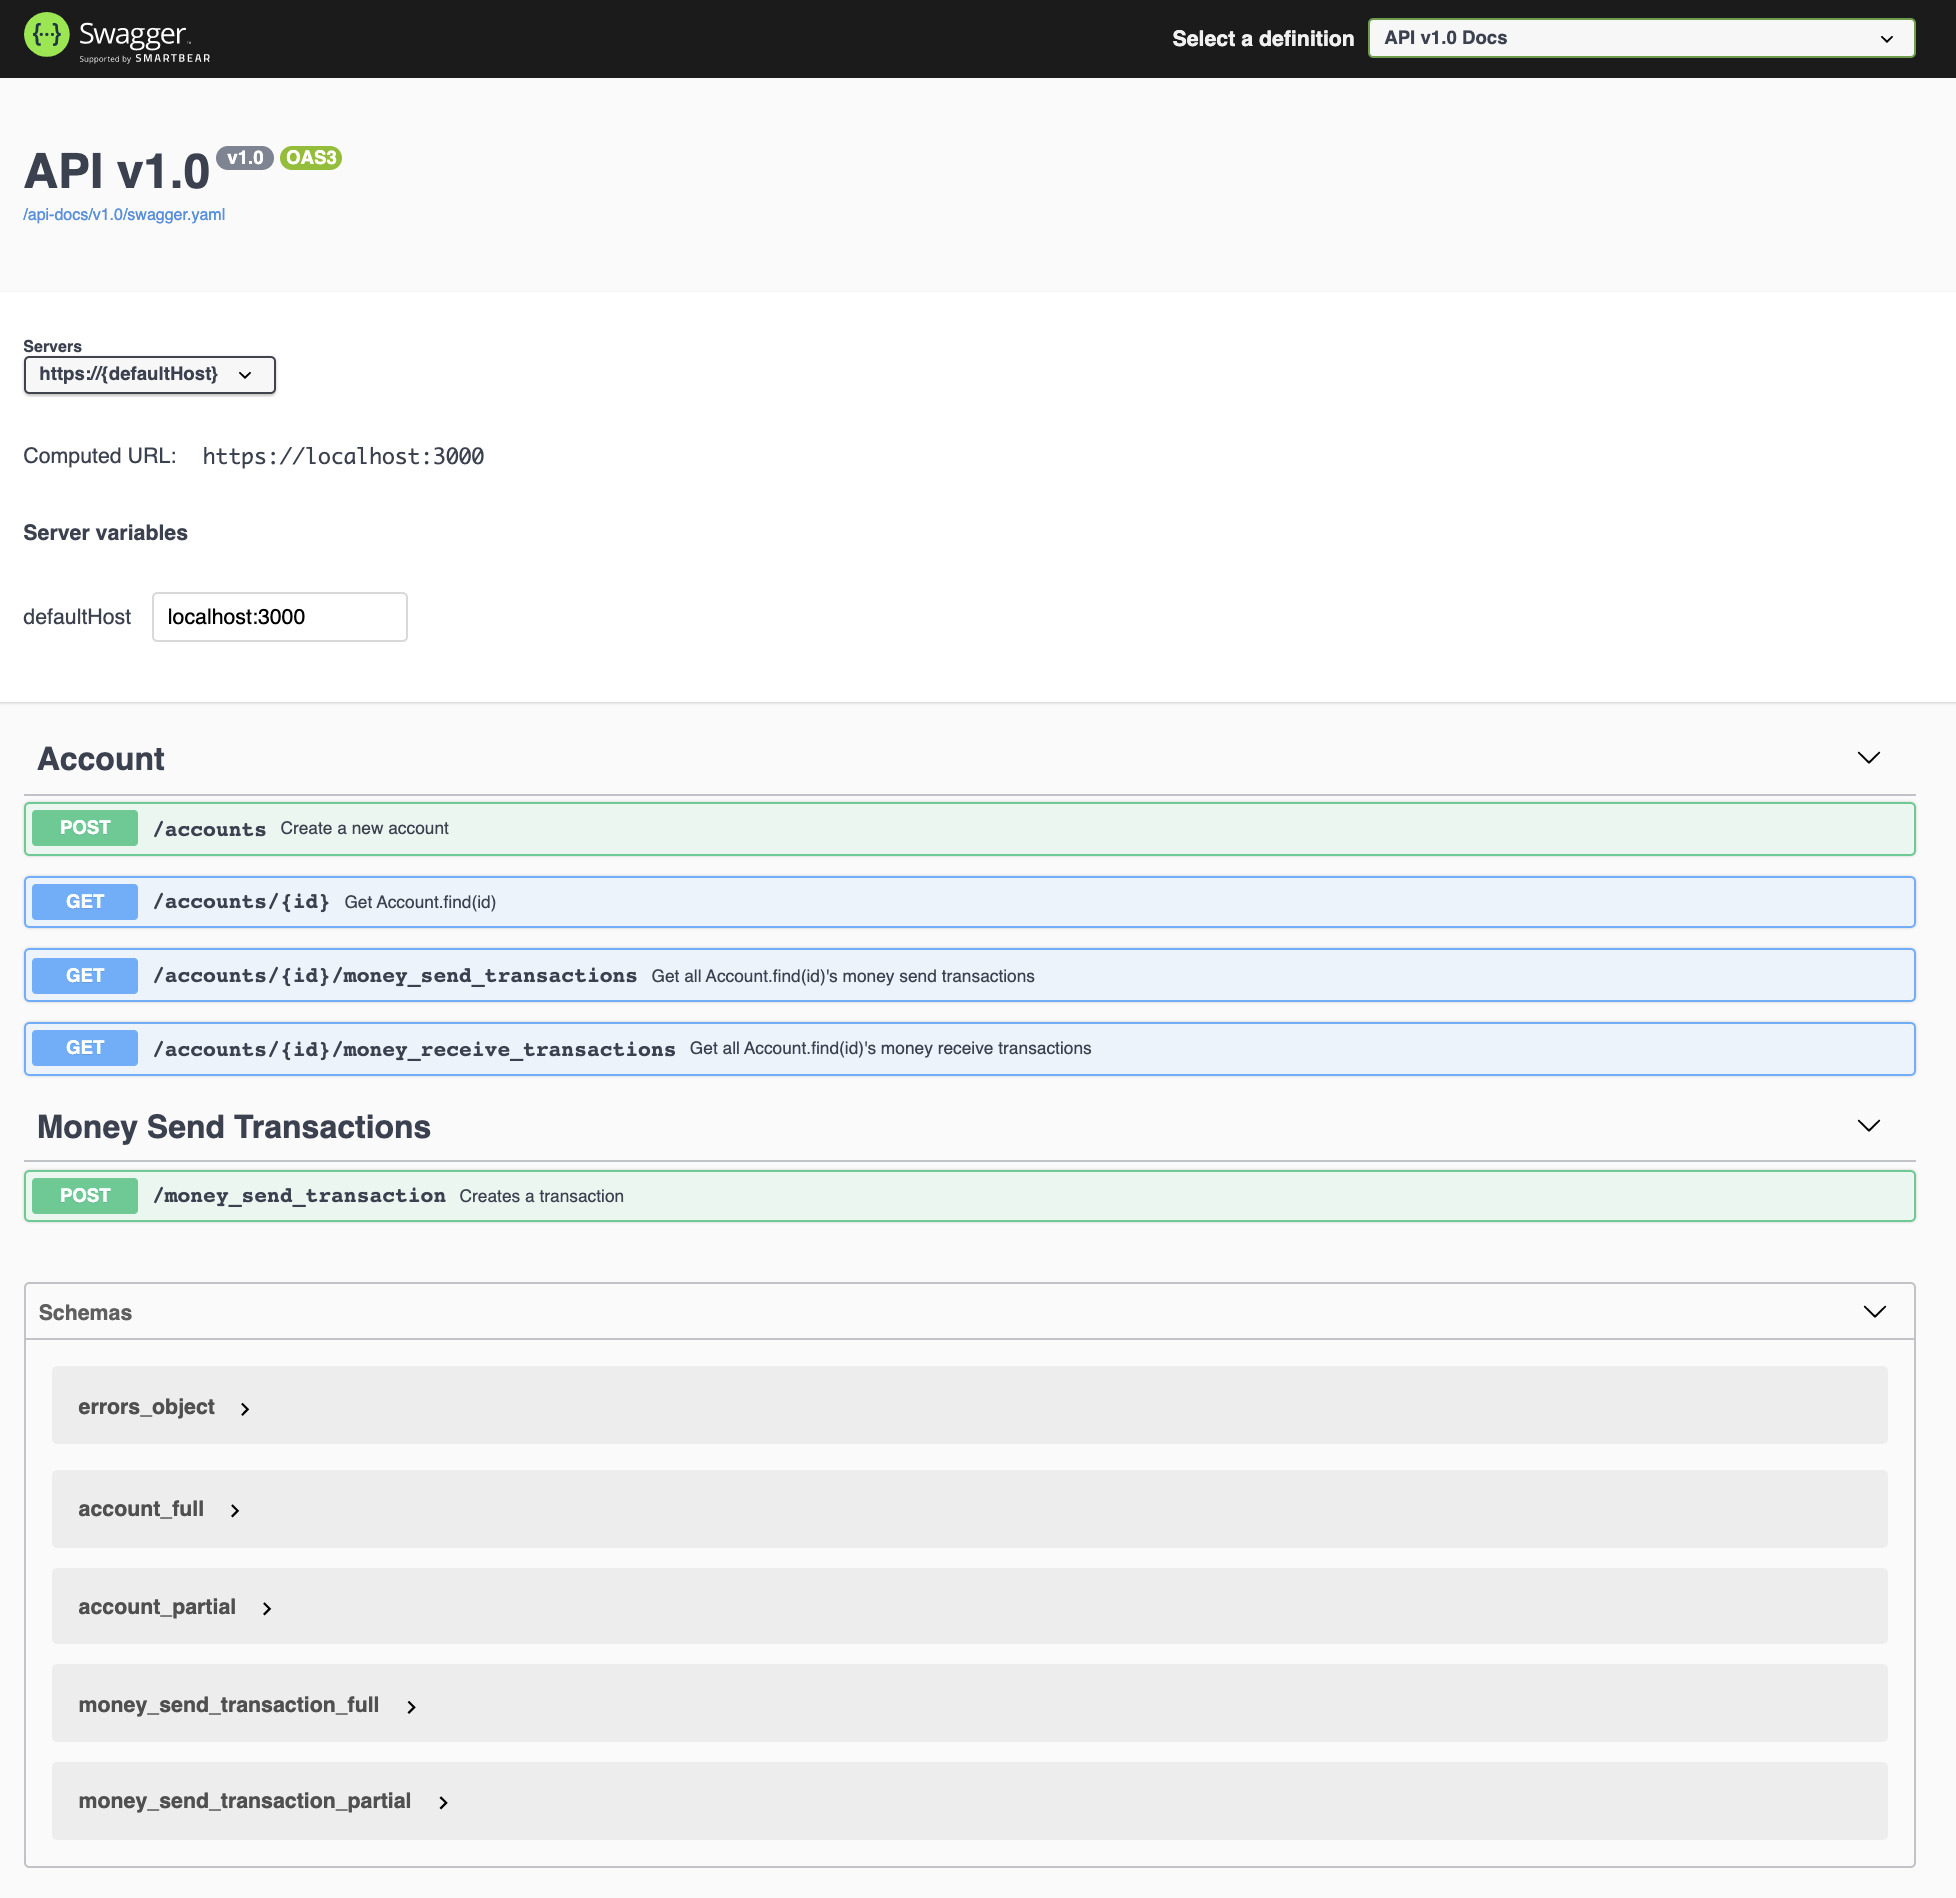 {···} Swagger™
Supported by SMARTBEAR
Select a definition
API v1.0 Docs
API v1.0 v1.0 OAS3
/api-docs/v1.0/swagger.yaml
Servers
https://{defaultHost}
Computed URL: https://localhost:3000
Server variables
defaultHost localhost:3000
Account
POST /accounts Create a new account
GET /accounts/{id} Get Account.find(id)
GET /accounts/{id}/money_send_transactions Get all Account.find(id)'s money send transactions
GET /accounts/{id}/money_receive_transactions Get all Account.find(id)'s money receive transactions
Money Send Transactions
POST /money_send_transaction Creates a transaction
Schemas
errors_object
account_full
account_partial
money_send_transaction_full
money_send_transaction_partial